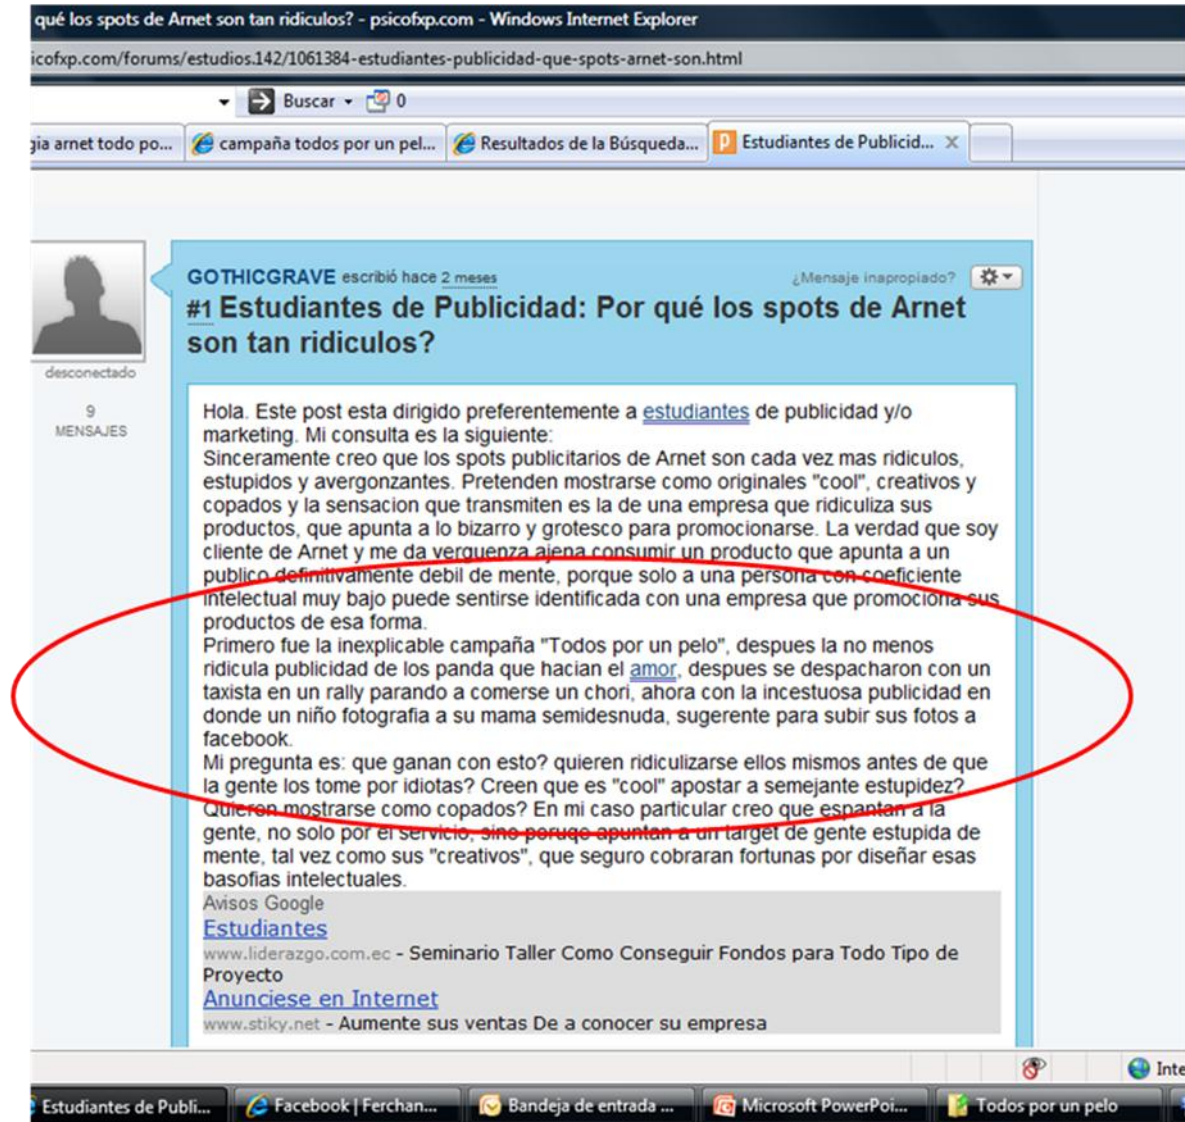 qué los spots de Arnet son tan ridiculos? - psicofxp.com - Windows Internet Explorer
icofxp.com/forums/estudios.142/1061384-estudiantes-publicidad-que-spots-arnet-son.html
Buscar 0
gia arnet todo po... campaña todos por un pel... Resultados de la Búsqueda... Estudiantes de Publicid... X
GOTHICGRAVE escribió hace 2 meses ¿Mensaje inapropiado?
#1 Estudiantes de Publicidad: Por qué los spots de Arnet
son tan ridiculos?
desconectado
9
MENSAJES
Hola. Este post esta dirigido preferentemente a estudiantes de publicidad y/o
marketing. Mi consulta es la siguiente:
Sinceramente creo que los spots publicitarios de Arnet son cada vez mas ridiculos,
estupidos y avergonzantes. Pretenden mostrarse como originales "cool", creativos y
copados y la sensacion que transmiten es la de una empresa que ridiculiza sus
productos, que apunta a lo bizarro y grotesco para promocionarse. La verdad que soy
cliente de Arnet y me da verguenza ajena consumir un producto que apunta a un
publico definitivamente debil de mente, porque solo a una persona con coeficiente
intelectual muy bajo puede sentirse identificada con una empresa que promociona sus
productos de esa forma.
Primero fue la inexplicable campaña "Todos por un pelo", despues la no menos
ridicula publicidad de los panda que hacian el amor, despues se despacharon con un
taxista en un rally parando a comerse un chori, ahora con la incestuosa publicidad en
donde un niño fotografia a su mama semidesnuda, sugerente para subir sus fotos a
facebook.
Mi pregunta es: que ganan con esto? quieren ridiculizarse ellos mismos antes de que
la gente los tome por idiotas? Creen que es "cool" apostar a semejante estupidez?
Quieren mostrarse como copados? En mi caso particular creo que espantan a la
gente, no solo por el servicio, sino poruqe apuntan a un target de gente estupida de
mente, tal vez como sus "creativos", que seguro cobraran fortunas por diseñar esas
basofias intelectuales.
Avisos Google
Estudiantes
www.liderazgo.com.ec - Seminario Taller Como Conseguir Fondos para Todo Tipo de
Proyecto
Anunciese en Internet
www.stiky.net - Aumente sus ventas De a conocer su empresa
Inte
Estudiantes de Publi... Facebook | Ferchan... Bandeja de entrada ... Microsoft PowerPoi... Todos por un pelo